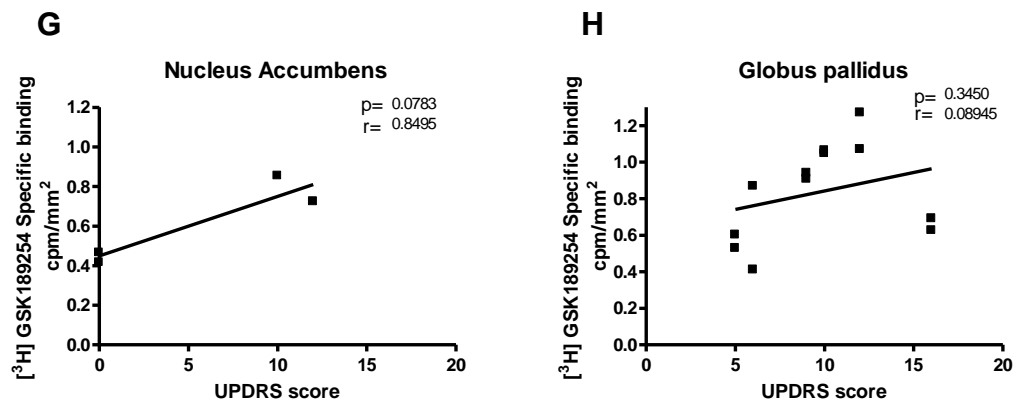 G
Nucleus Accumbens
p= 0.0783
r= 0.8495
[³H] GSK189254 Specific binding
cpm/mm²
1.2
1.0
0.8
0.6
0.4
0.2
0.0
0 5 10 15 20
UPDRS score
H
Globus pallidus
p= 0.3450
r= 0.08945
[³H] GSK189254 Specific binding
cpm/mm²
1.2
1.0
0.8
0.6
0.4
0.2
0.0
0 5 10 15 20
UPDRS score